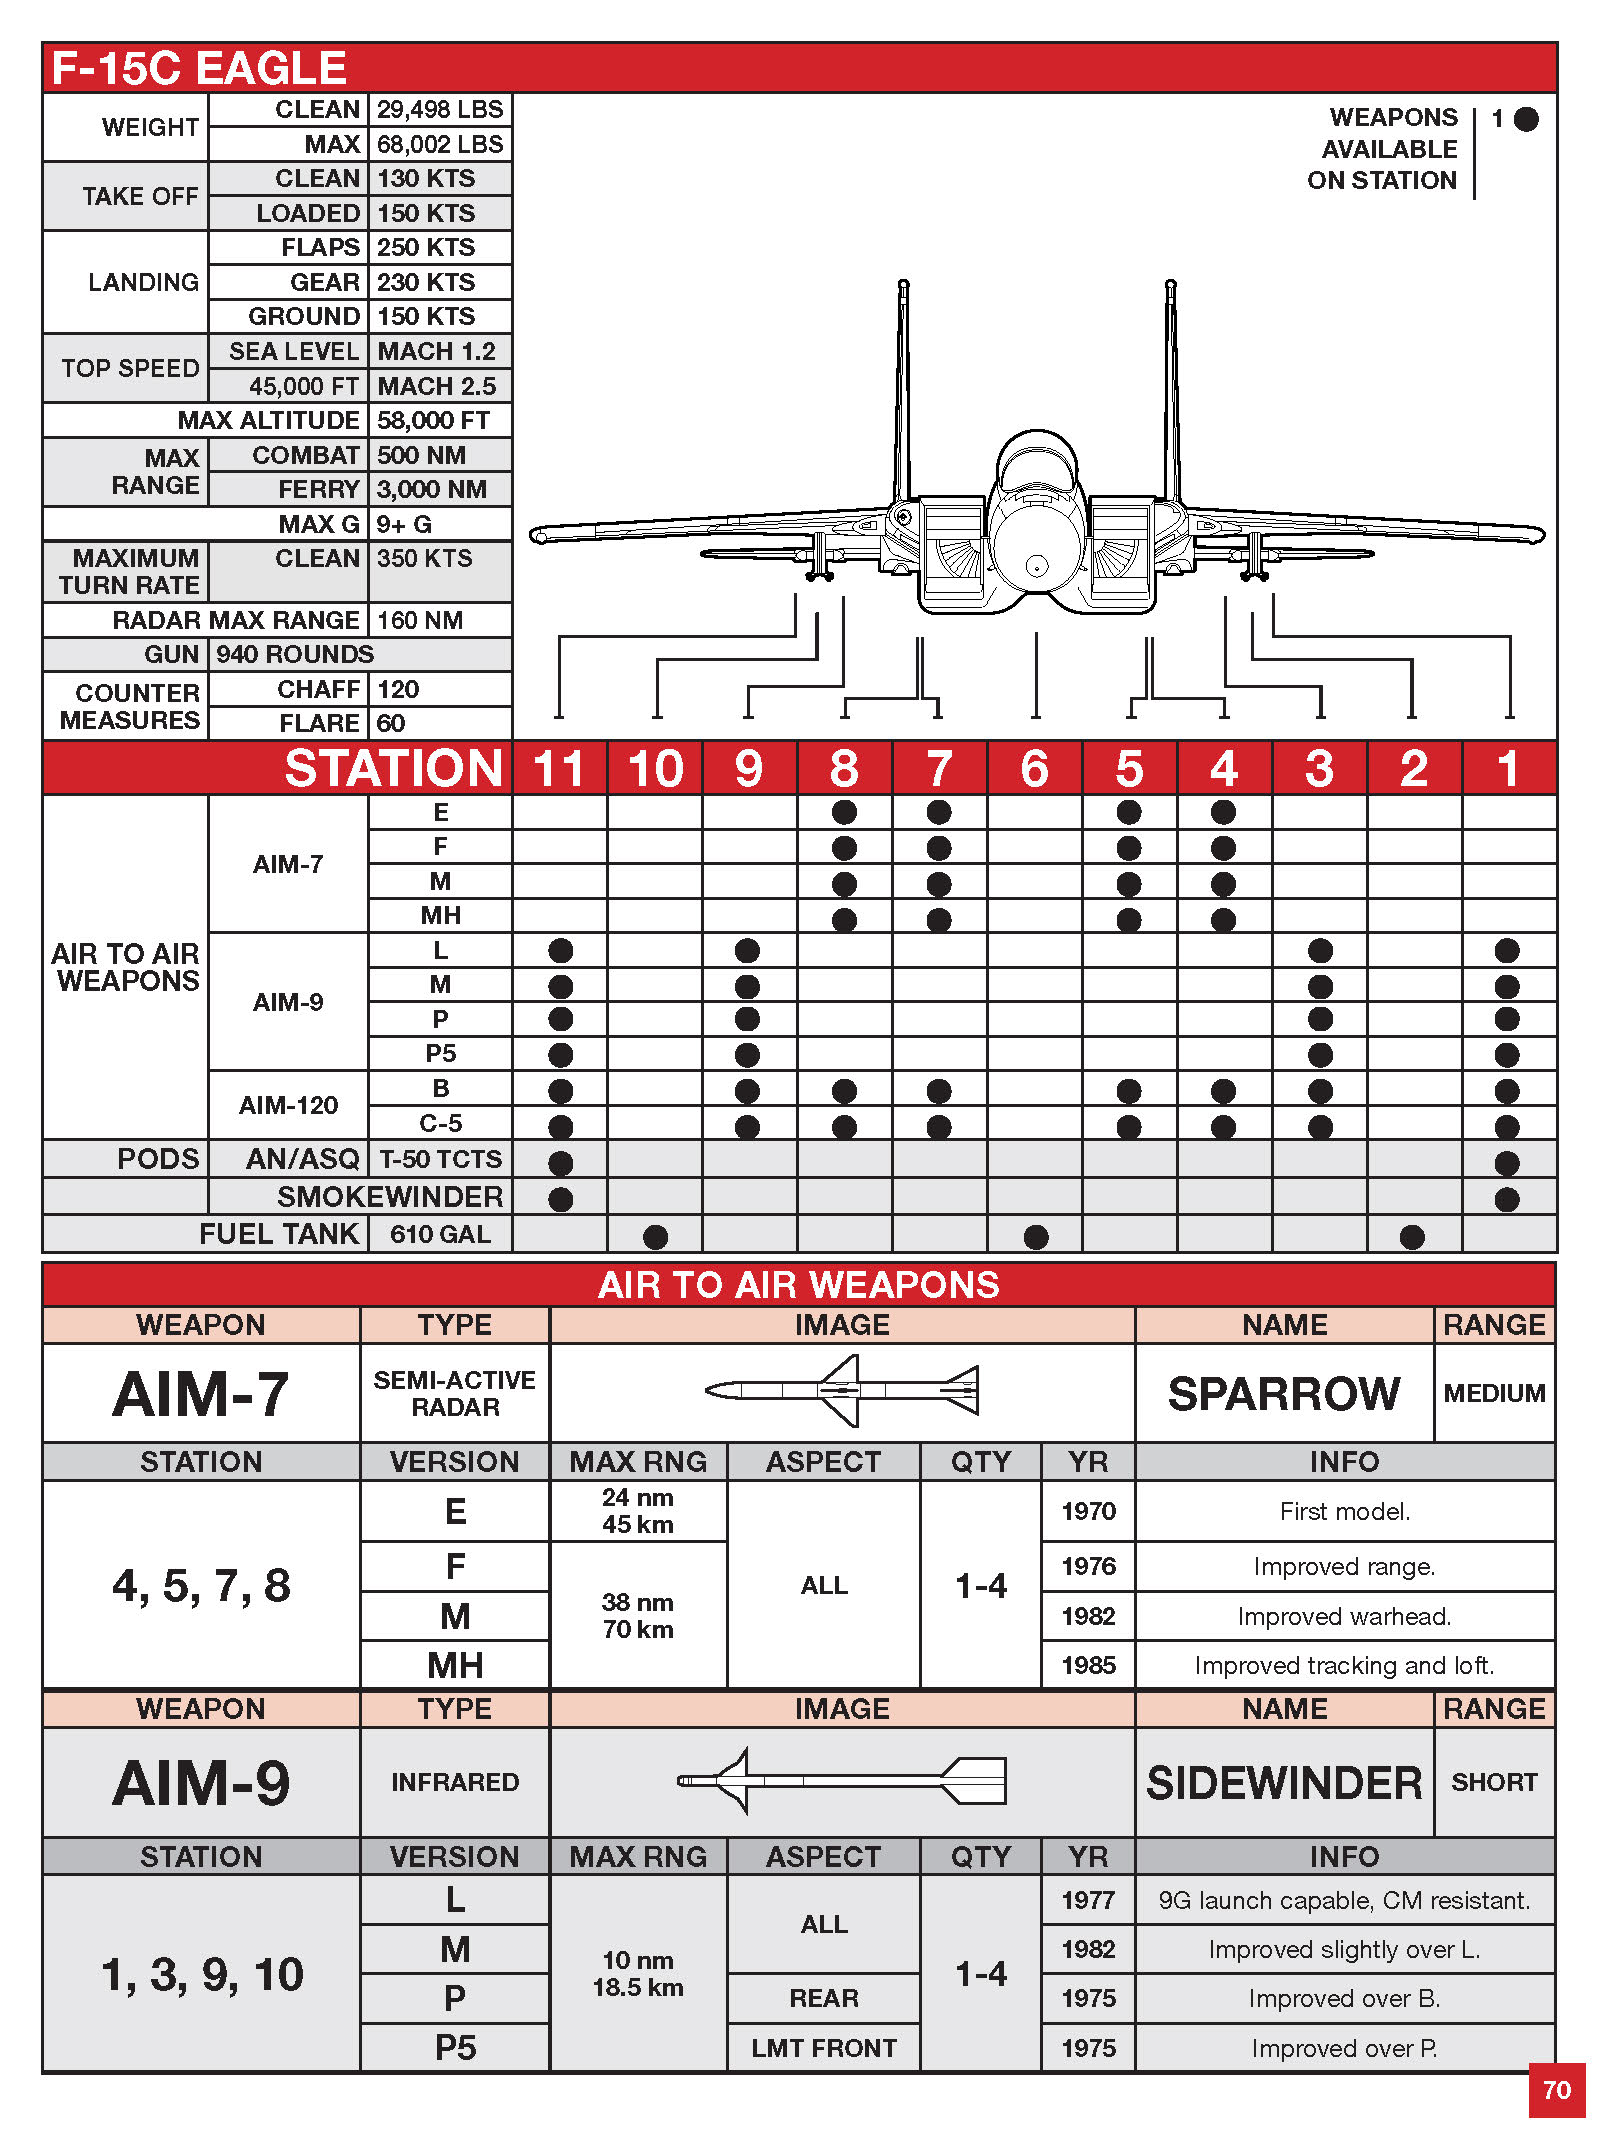 F-15C EAGLE
WEIGHT CLEAN 29,498 LBS
MAX 68,002 LBS
TAKE OFF CLEAN 130 KTS
LOADED 150 KTS
LANDING FLAPS 250 KTS
GEAR 230 KTS
GROUND 150 KTS
TOP SPEED SEA LEVEL MACH 1.2
45,000 FT MACH 2.5
MAX ALTITUDE 58,000 FT
MAX RANGE COMBAT 500 NM
FERRY 3,000 NM
MAX G 9+ G
MAXIMUM TURN RATE CLEAN 350 KTS
RADAR MAX RANGE 160 NM
GUN 940 ROUNDS
COUNTER MEASURES CHAFF 120
FLARE 60
WEAPONS
AVAILABLE
ON STATION
1
STATION 11 10 9 8 7 6 5 4 3 2 1
AIR TO AIR
WEAPONS
AIM-7
E
F
M
MH
AIM-9
L
M
P
P5
AIM-120
B
C-5
PODS AN/ASQ T-50 TCTS
SMOKEWINDER
FUEL TANK 610 GAL
AIR TO AIR WEAPONS
WEAPON TYPE IMAGE NAME RANGE
AIM-7 SEMI-ACTIVE RADAR SPARROW MEDIUM
STATION VERSION MAX RNG ASPECT QTY YR INFO
4, 5, 7, 8
E 24 nm 45 km ALL 1-4 1970 First model.
F 38 nm 70 km 1976 Improved range.
M 1982 Improved warhead.
MH 1985 Improved tracking and loft.
WEAPON TYPE IMAGE NAME RANGE
AIM-9 INFRARED SIDEWINDER SHORT
STATION VERSION MAX RNG ASPECT QTY YR INFO
1, 3, 9, 10
L 10 nm 18.5 km ALL 1-4 1977 9G launch capable, CM resistant.
M 1982 Improved slightly over L.
P REAR 1975 Improved over B.
P5 LMT FRONT 1975 Improved over P.
70